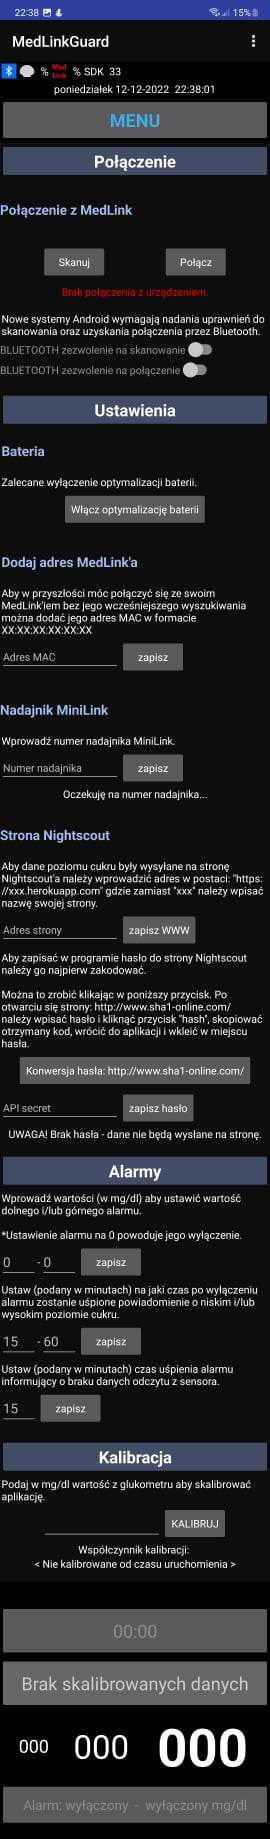 22:38 15%
MedLinkGuard
% Med Link % SDK 33
poniedziałek 12-12-2022 22:38:01
MENU
Połączenie
Połączenie z MedLink
Skanuj Połącz
Brak połączenia z urządzeniem.
Nowe systemy Android wymagają nadania uprawnień do
skanowania oraz uzyskania połączenia przez Bluetooth.
BLUETOOTH zezwolenie na skanowanie
BLUETOOTH zezwolenie na połączenie
Ustawienia
Bateria
Zalecane wyłączenie optymalizacji baterii.
Włącz optymalizację baterii
Dodaj adres MedLink'a
Aby w przyszłości móc połączyć się ze swoim
MedLink'iem bez jego wcześniejszego wyszukiwania
można dodać jego adres MAC w formacie
XX:XX:XX:XX:XX:XX
Adres MAC zapisz
Nadajnik MiniLink
Wprowadź numer nadajnika MiniLink.
Numer nadajnika zapisz
Oczekuję na numer nadajnika...
Strona Nightscout
Aby dane poziomu cukru były wysyłane na stronę
Nightscout'a należy wprowadzić adres w postaci: "https:
//xxx.herokuapp.com" gdzie zamiast "xxx" należy wpisać
nazwę swojej strony.
Adres strony zapisz WWW
Aby zapisać w programie hasło do strony Nightscout
należy go najpierw zakodować.
Można to zrobić klikając w poniższy przycisk. Po
otwarciu się strony: http://www.sha1-online.com/
należy wpisać hasło i kliknąć przycisk "hash", skopiować
otrzymany kod, wrócić do aplikacji i wkleić w miejscu
hasła.
Konwersja hasła: http://www.sha1-online.com/
API secret zapisz hasło
UWAGA! Brak hasła - dane nie będą wysłane na stronę.
Alarmy
Wprowadź wartości (w mg/dl) aby ustawić wartość
dolnego i/lub górnego alarmu.
*Ustawienie alarmu na 0 powoduje jego wyłączenie.
0 - 0 zapisz
Ustaw (podany w minutach) na jaki czas po wyłączeniu
alarmu zostanie uśpione powiadomienie o niskim i/lub
wysokim poziomie cukru.
15 - 60 zapisz
Ustaw (podany w minutach) czas uśpienia alarmu
informujący o braku danych odczytu z sensora.
15 zapisz
Kalibracja
Podaj w mg/dl wartość z glukometru aby skalibrować
aplikację.
KALIBRUJ
Współczynnik kalibracji:
< Nie kalibrowane od czasu uruchomienia >
00:00
Brak skalibrowanych danych
000 000 000
Alarm: wyłączony - wyłączony mg/dl